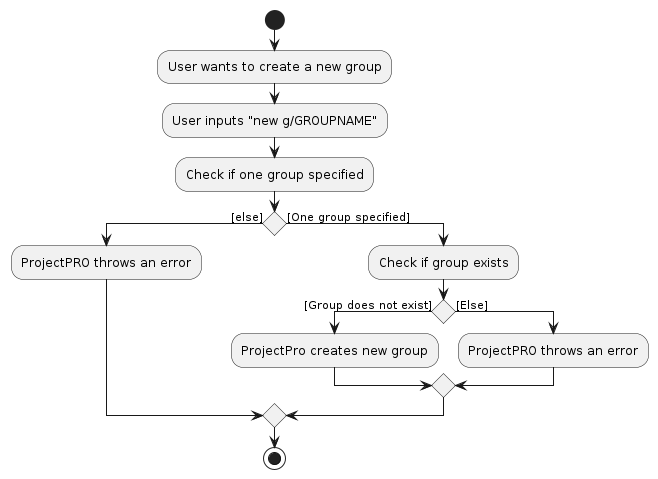 User wants to create a new group
User inputs "new g/GROUPNAME"
Check if one group specified
[else]
[One group specified]
ProjectPRO throws an error
Check if group exists
[Group does not exist]
[Else]
ProjectPro creates new group
ProjectPRO throws an error